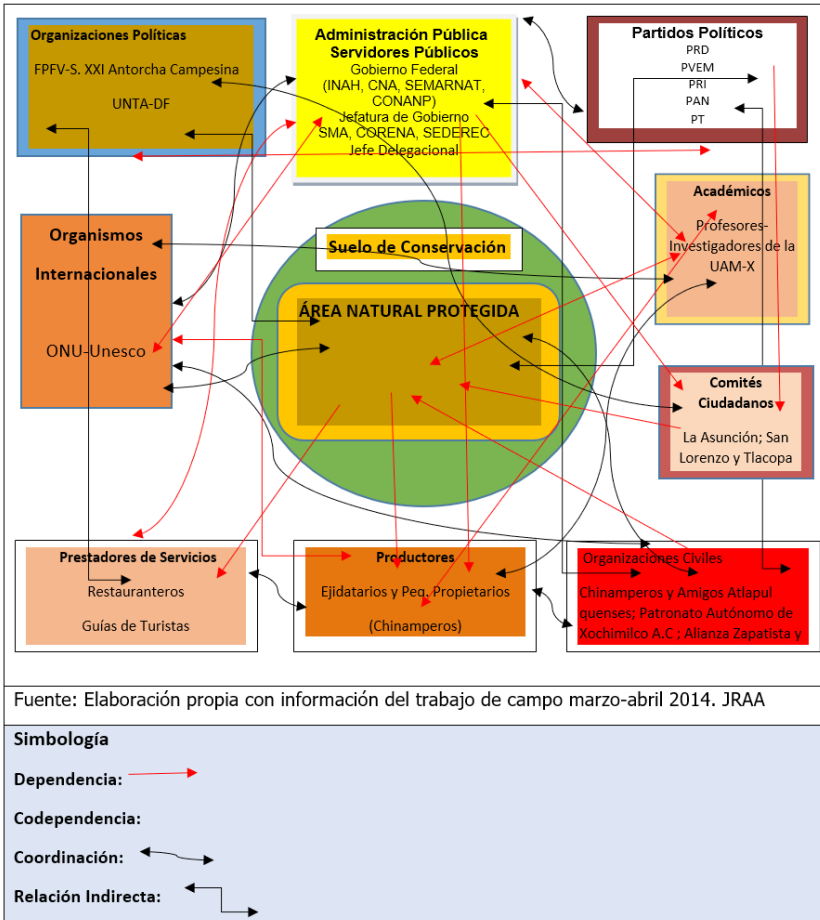 Organizaciones Políticas
FPFV-S. XXI Antorcha Campesina
UNTA-DF
Administración Pública
Servidores Públicos
Gobierno Federal
(INAH, CNA, SEMARNAT,
CONANP)
Jefatura de Gobierno
SMA, CORENA, SEDEREC
Jefe Delegacional
Partidos Políticos
PRD
PVEM
PRI
PAN
PT
Organismos
Internacionales
ONU-Unesco
Suelo de Conservación
ÁREA NATURAL PROTEGIDA
Académicos
Profesores-
Investigadores de la
UAM-X
Comités
Ciudadanos
La Asunción; San
Lorenzo y Tlacopa
Prestadores de Servicios
Restauranteros
Guías de Turistas
Productores
Ejidatarios y Peq. Propietarios
(Chinamperos)
Organizaciones Civiles
Chinamperos y Amigos Atlapul
quenses; Patronato Autónomo de
Xochimilco A.C ; Alianza Zapatista y
Fuente: Elaboración propia con información del trabajo de campo marzo-abril 2014. JRAA
Simbología
Dependencia:
Codependencia:
Coordinación:
Relación Indirecta: